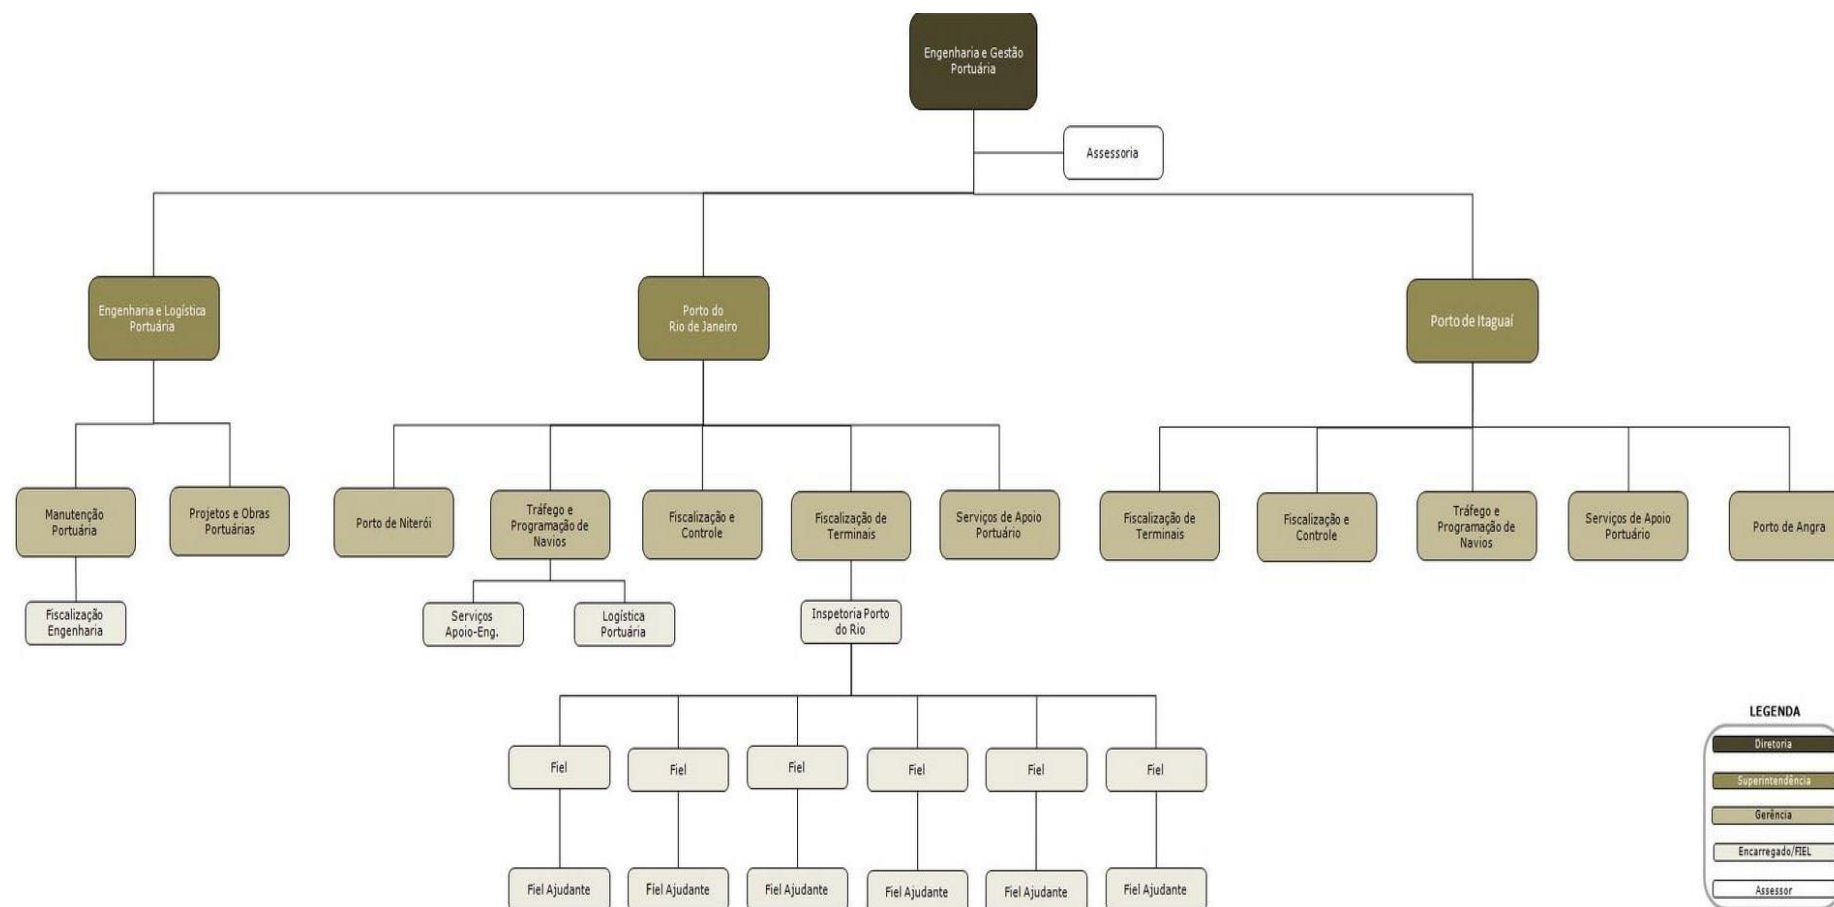 Engenharia e Gestão
Portuária
Assessoria
Engenharia e Logística
Portuária
Porto do
Rio de Janeiro
Porto de Itaguaí
Manutenção
Portuária
Projetos e Obras
Portuárias
Porto de Niterói
Tráfego e
Programação de
Navios
Fiscalização e
Controle
Fiscalização de
Terminais
Serviços de Apoio
Portuário
Fiscalização de
Terminais
Fiscalização e
Controle
Tráfego e
Programação de
Navios
Serviços de Apoio
Portuário
Porto de Angra
Fiscalização
Engenharia
Serviços
Apoio-Eng.
Logística
Portuária
Inspetoria Porto
do Rio
Fiel
Fiel
Fiel
Fiel
Fiel
Fiel
Fiel Ajudante
Fiel Ajudante
Fiel Ajudante
Fiel Ajudante
Fiel Ajudante
Fiel Ajudante
LEGENDA
Diretoria
Superintendência
Gerência
Encarregado/FIEL
Assessor